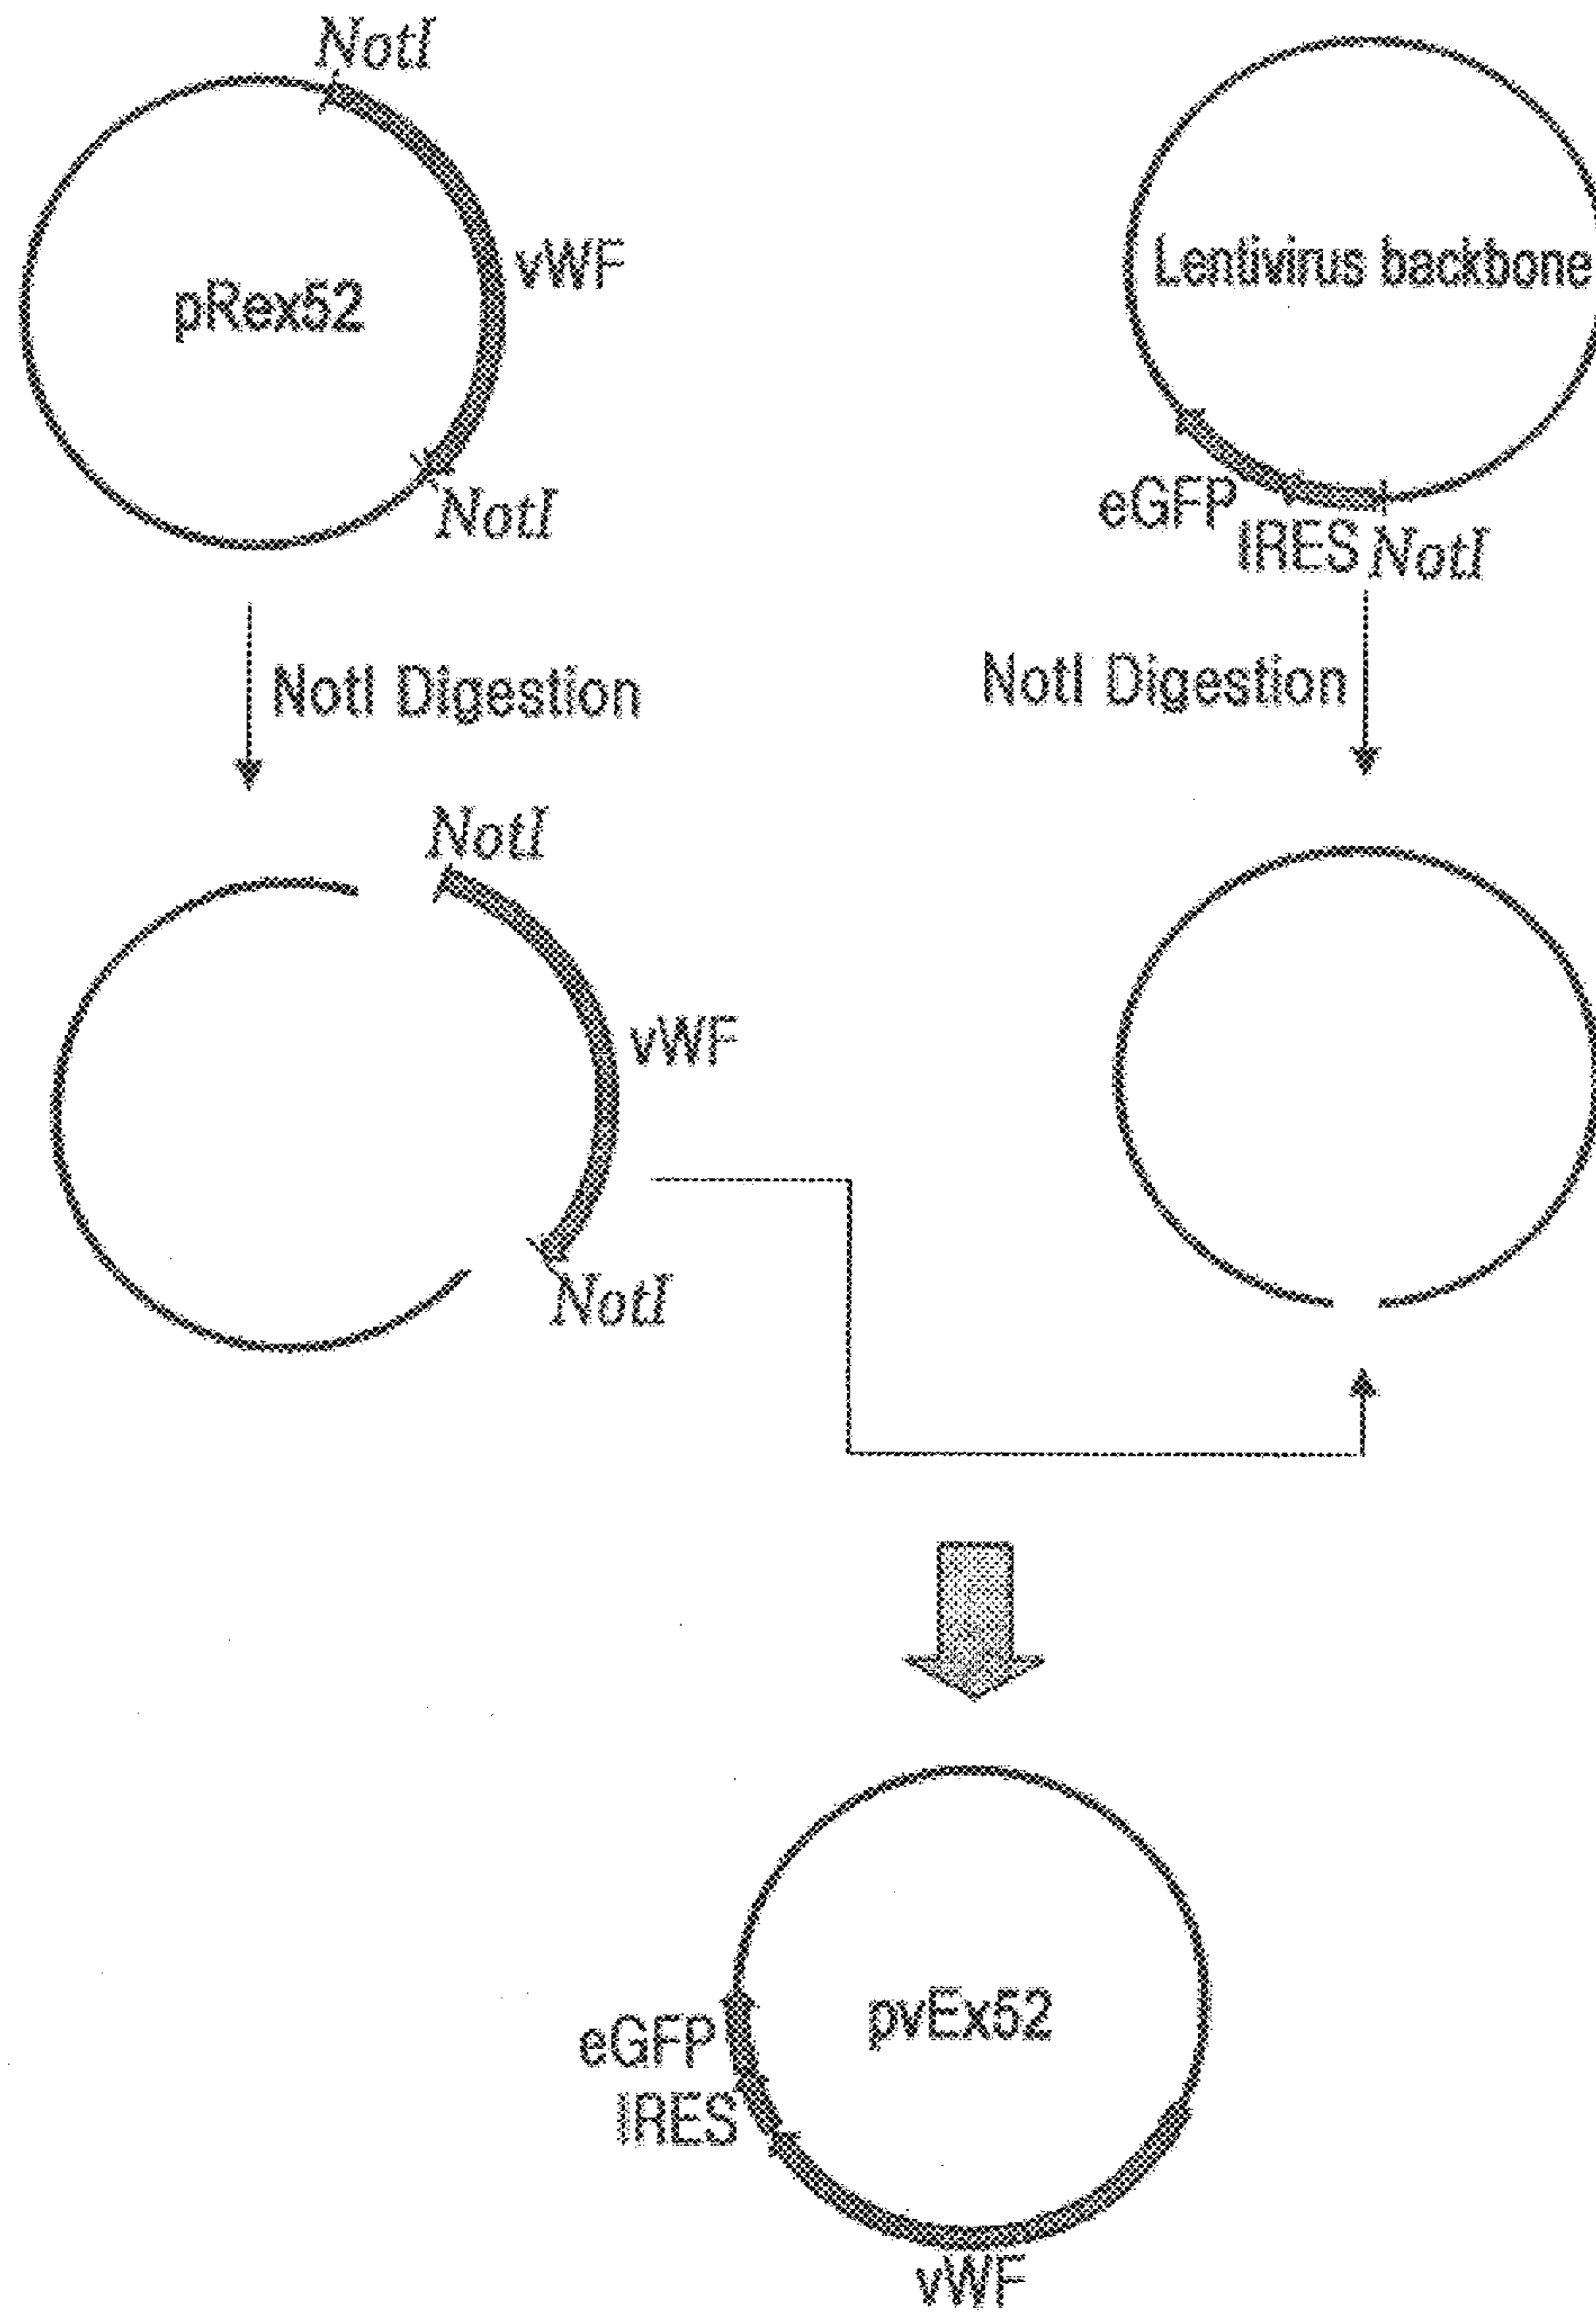 NotI
vWF
pRex52
NotI
Lentivirus backbone
eGFP
IRES NotI
NotI Digestion
NotI Digestion
NotI
vWF
NotI
eGFP
IRES
pvEx52
vWF